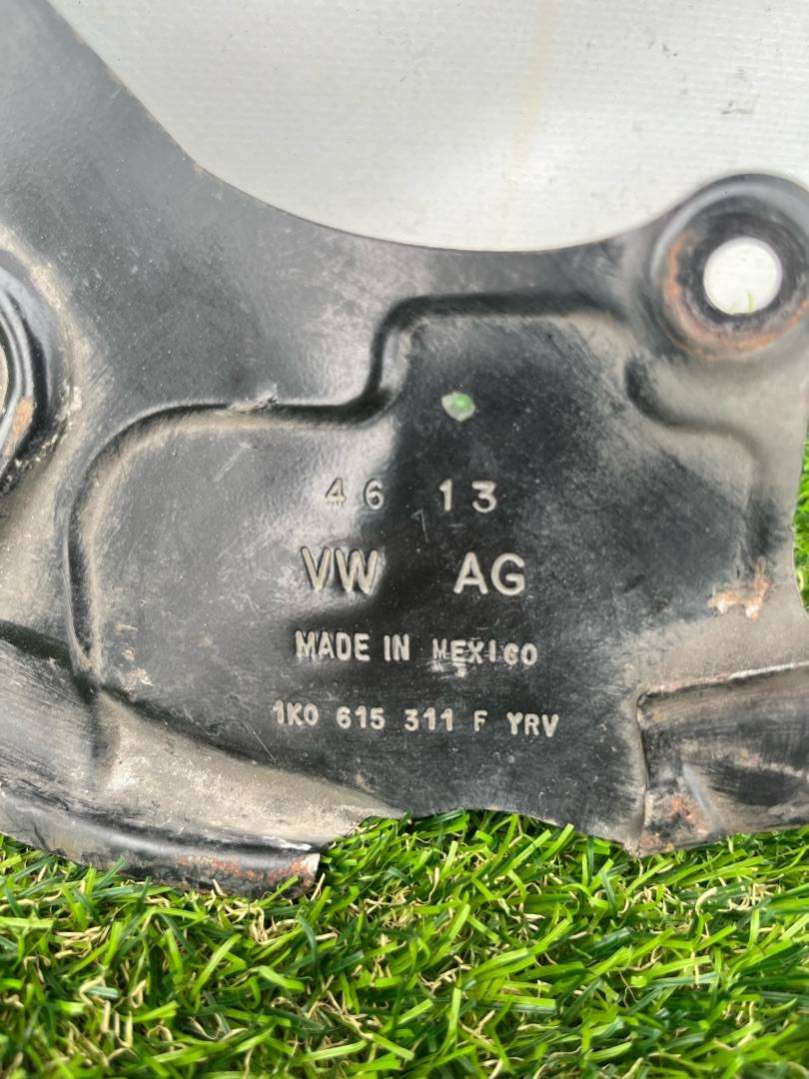 46 13
VW AG
MADE IN MEXICO
1K0 615 311 F YRV